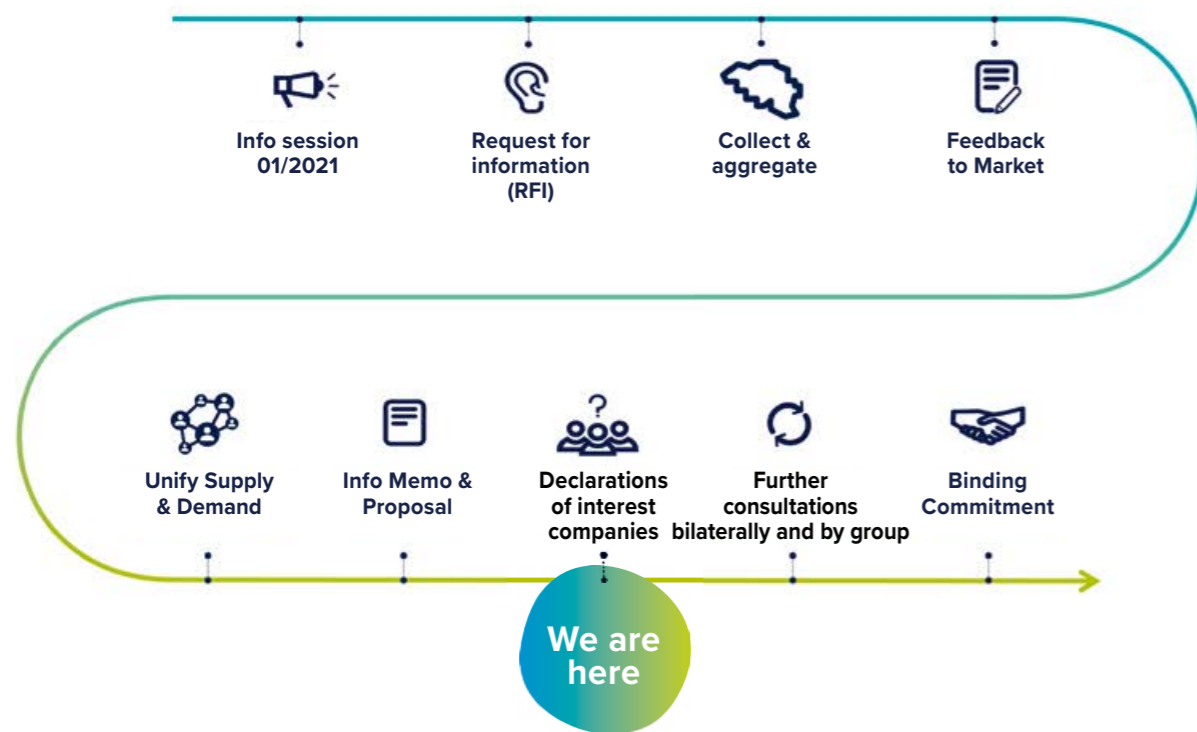 Info session
01/2021
Request for
information
(RFI)
Collect &
aggregate
Feedback
to Market
Unify Supply
& Demand
Info Memo &
Proposal
?
Declarations
of interest
companies
Further
consultations
bilaterally and by group
Binding
Commitment
We are
here